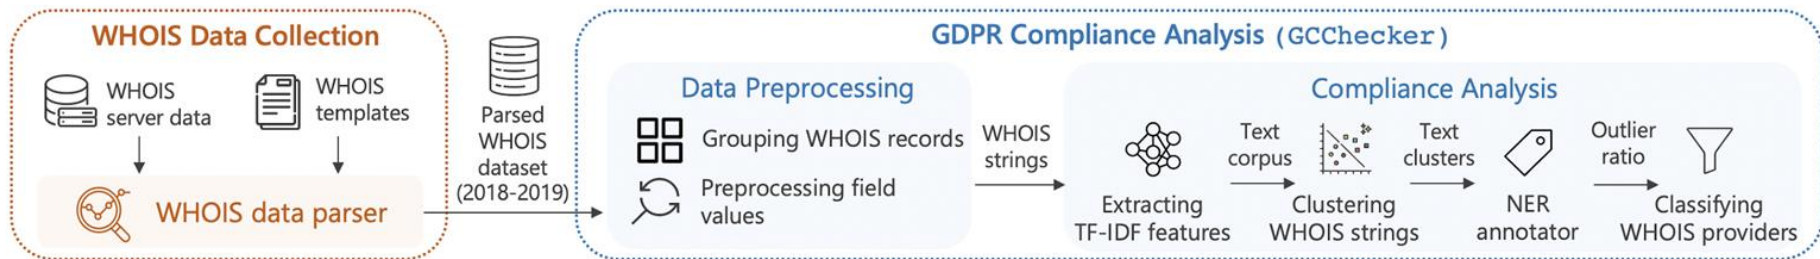 WHOIS Data Collection
WHOIS
server data
WHOIS
templates
WHOIS data parser
Parsed
WHOIS
dataset
(2018-2019)
GDPR Compliance Analysis (GCChecker)
Data Preprocessing
Grouping WHOIS records
Preprocessing field
values
WHOIS
strings
Compliance Analysis
Extracting
TF-IDF features
Text
corpus
Clustering
WHOIS strings
Text
clusters
NER
annotator
Outlier
ratio
Classifying
WHOIS providers